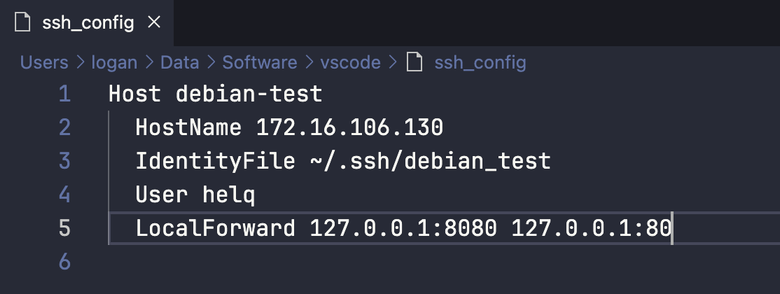 ssh_config ×
Users > logan > Data > Software > vscode > ssh_config
1 Host debian-test
2 HostName 172.16.106.130
3 IdentityFile ~/.ssh/debian_test
4 User helq
5 LocalForward 127.0.0.1:8080 127.0.0.1:80
6